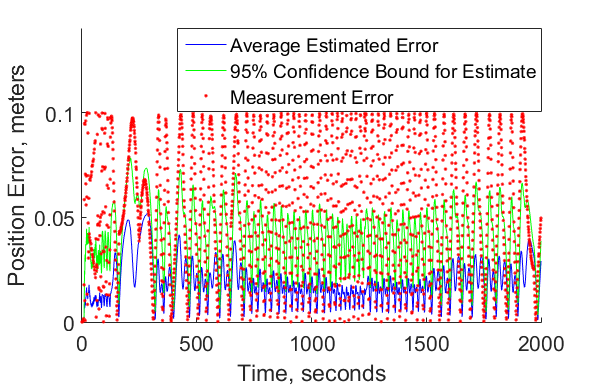 Average Estimated Error
95% Confidence Bound for Estimate
Measurement Error
Position Error, meters
0.1
0.05
0
0 500 1000 1500 2000
Time, seconds